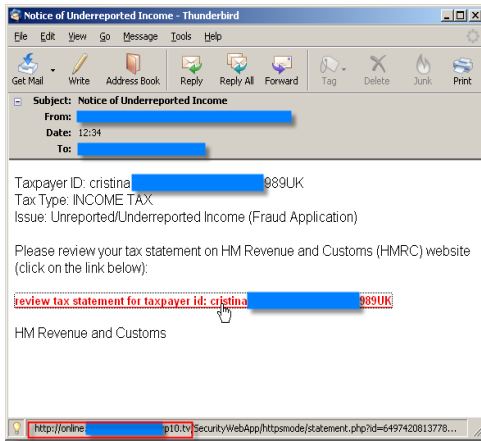 Notice of Underreported Income - Thunderbird
File Edit View Go Message Tools Help
Get Mail Write Address Book Reply Reply All Forward Tag Delete Junk Print
Subject: Notice of Underreported Income
From:
Date: 12:34
To:
Taxpayer ID: cristina 989UK
Tax Type: INCOME TAX
Issue: Unreported/Underreported Income (Fraud Application)
Please review your tax statement on HM Revenue and Customs (HMRC) website
(click on the link below):
review tax statement for taxpayer id: cristina 989UK
HM Revenue and Customs
http://online. p10.tv/SecurityWebApp/httpsmode/statement.php?id=6497420813778...